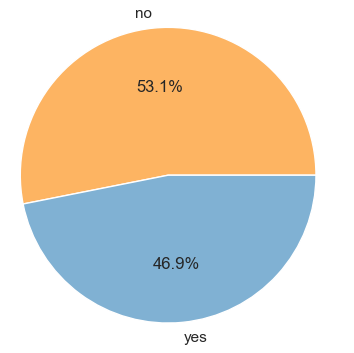 no
53.1%
46.9%
yes